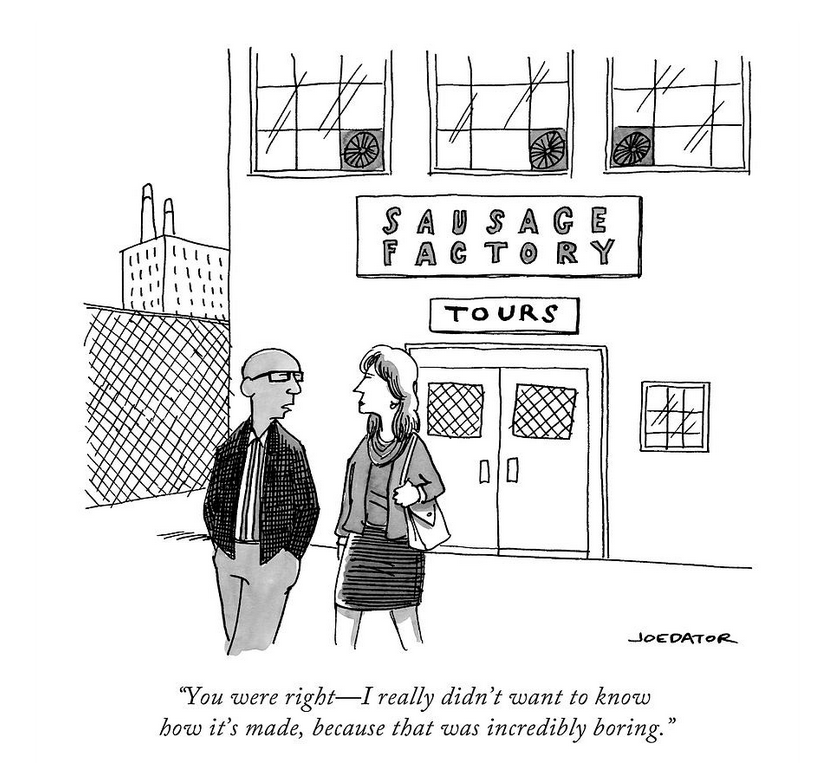 SAUSAGE
FACTORY
TOURS
JOEDATOR
“You were right—I really didn’t want to know
how it’s made, because that was incredibly boring.”